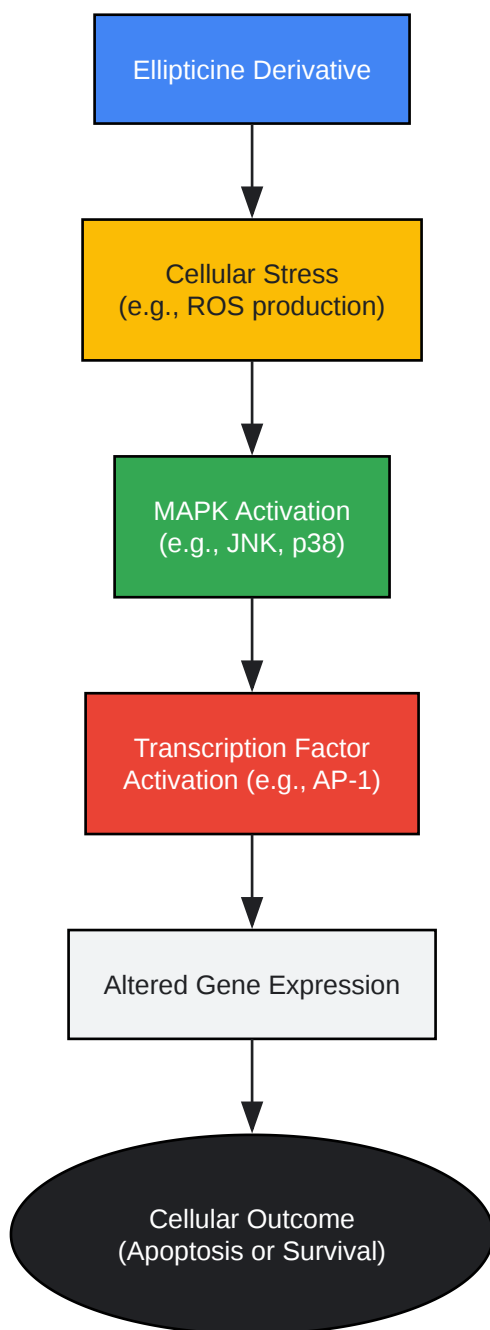 Ellipticine Derivative
Cellular Stress
(e.g., ROS production)
MAPK Activation
(e.g., JNK, p38)
Transcription Factor
Activation (e.g., AP-1)
Altered Gene Expression
Cellular Outcome
(Apoptosis or Survival)